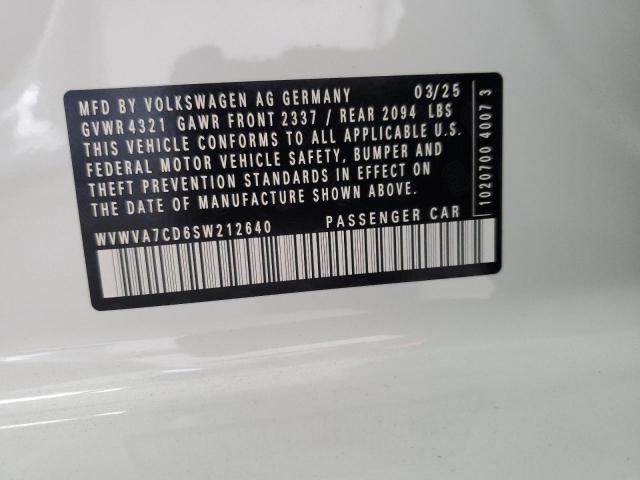 MFD BY VOLKSWAGEN AG GERMANY 03/25
GVWR 4321 GAWR FRONT 2337 / REAR 2094 LBS
THIS VEHICLE CONFORMS TO ALL APPLICABLE U.S.
FEDERAL MOTOR VEHICLE SAFETY, BUMPER AND
THEFT PREVENTION STANDARDS IN EFFECT ON
THE DATE OF MANUFACTURE SHOWN ABOVE.
WVWVA7CD6SW212640 PASSENGER CAR
1020700 4007 3